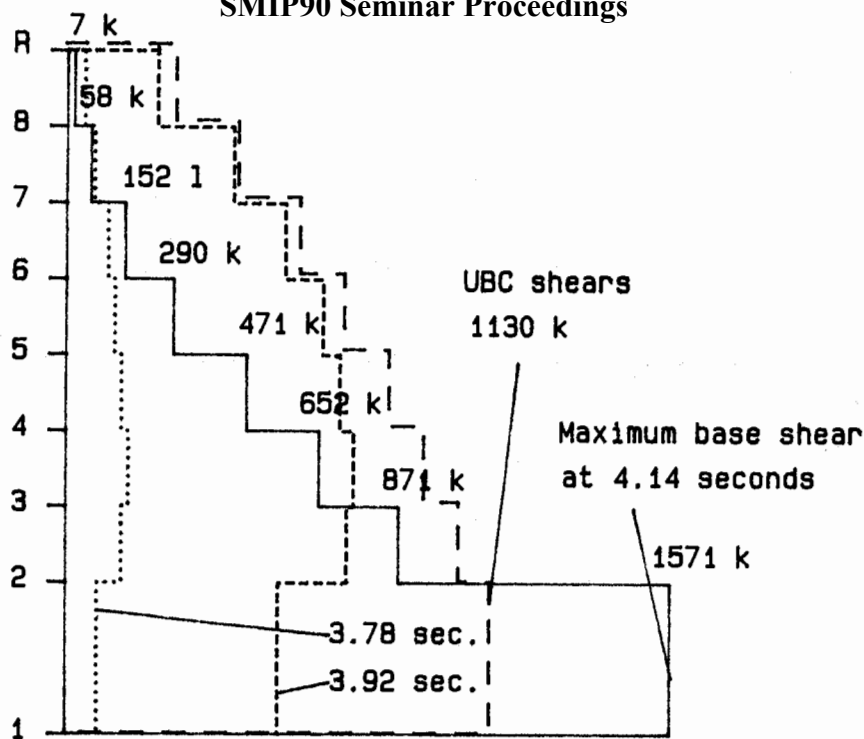 SMIP90 Seminar Proceedings
7 k
R
58 k
8
152 l
7
290 k
6
UBC shears
471 k
1130 k
5
652 k
4
Maximum base shear
871 k
at 4.14 seconds
3
1571 k
2
3.78 sec.
3.92 sec.
1